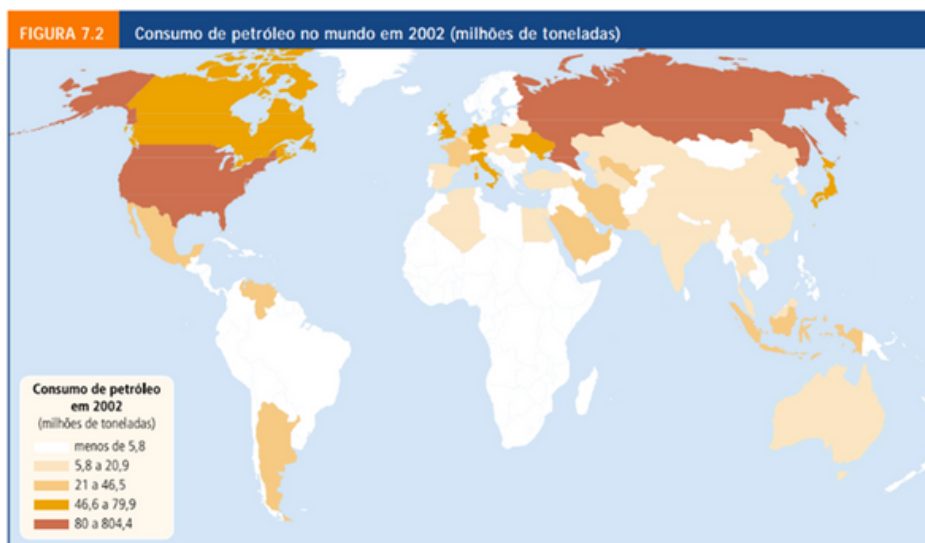 FIGURA 7.2 Consumo de petróleo no mundo em 2002 (milhões de toneladas)
Consumo de petróleo
em 2002
(milhões de toneladas)
menos de 5,8
5,8 a 20,9
21 a 46,5
46,6 a 79,9
80 a 804,4